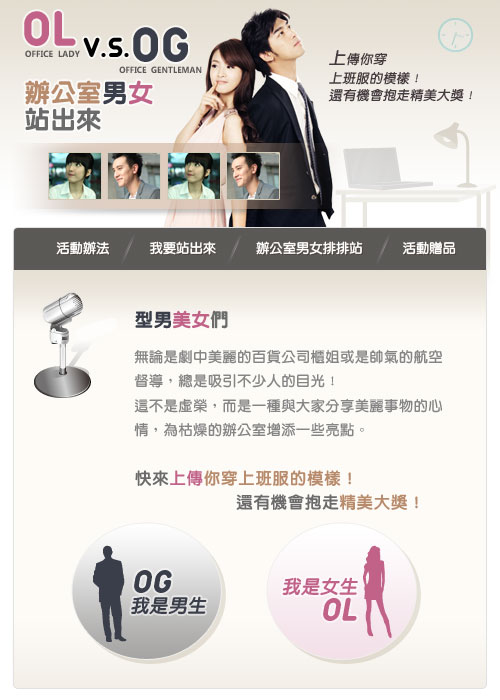 OL V.S. OG
OFFICE LADY
OFFICE GENTLEMAN
辦公室男女
站出來
上傳你穿
上班服的模樣！
還有機會抱走精美大獎！
活動辦法 / 我要站出來 / 辦公室男女排排站 / 活動贈品
型男美女們
無論是劇中美麗的百貨公司櫃姐或是帥氣的航空
督導，總是吸引不少人的目光！
這不是虛榮，而是一種與大家分享美麗事物的心
情，為枯燥的辦公室增添一些亮點。
快來上傳你穿上班服的模樣！
還有機會抱走精美大獎！
OG
我是男生
我是女生
OL